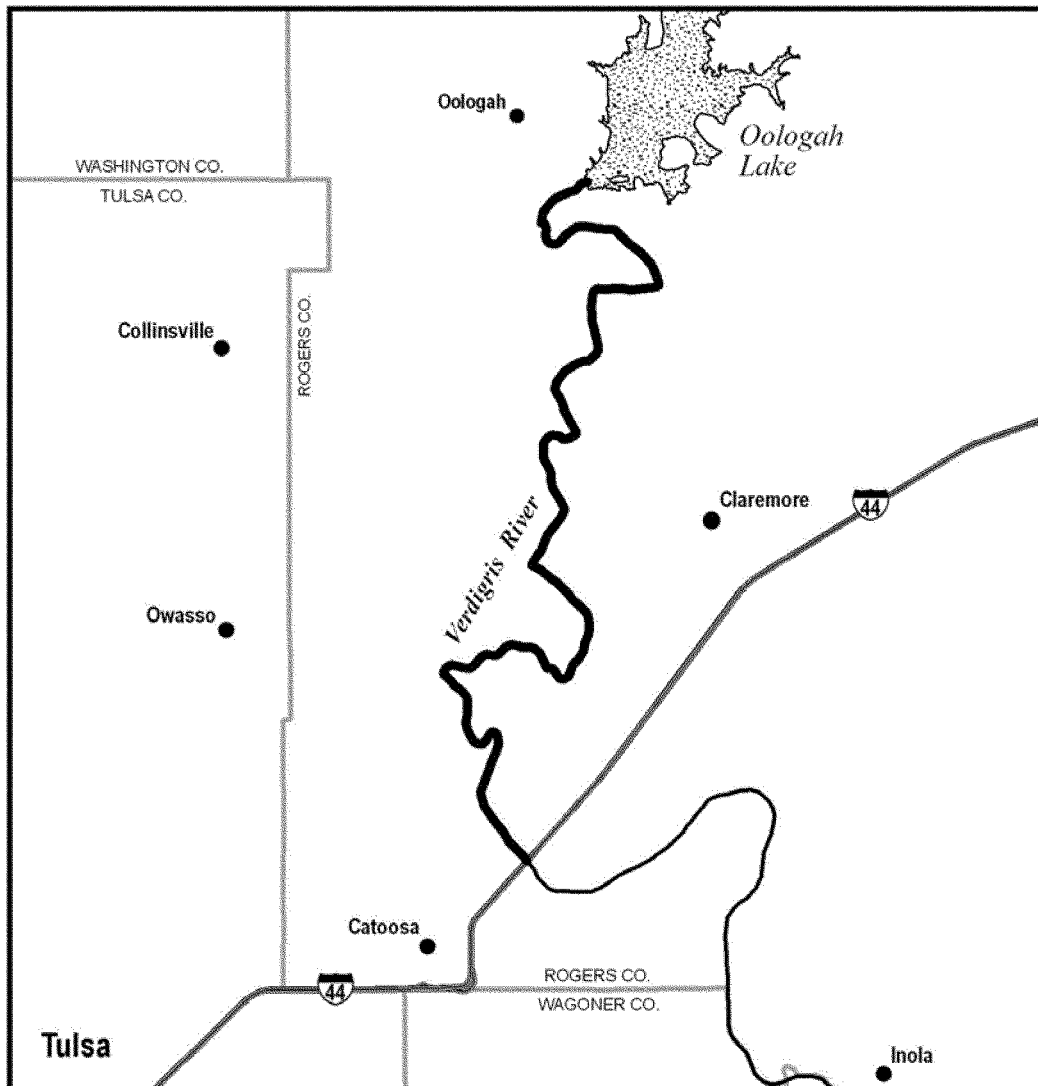 Oologah
Oologah
Lake
WASHINGTON CO.
TULSA CO.
ROGERS CO.
Collinsville
Claremore
44
Verdigris River
Owasso
Catoosa
ROGERS CO.
WAGONER CO.
44
Tulsa
Inola